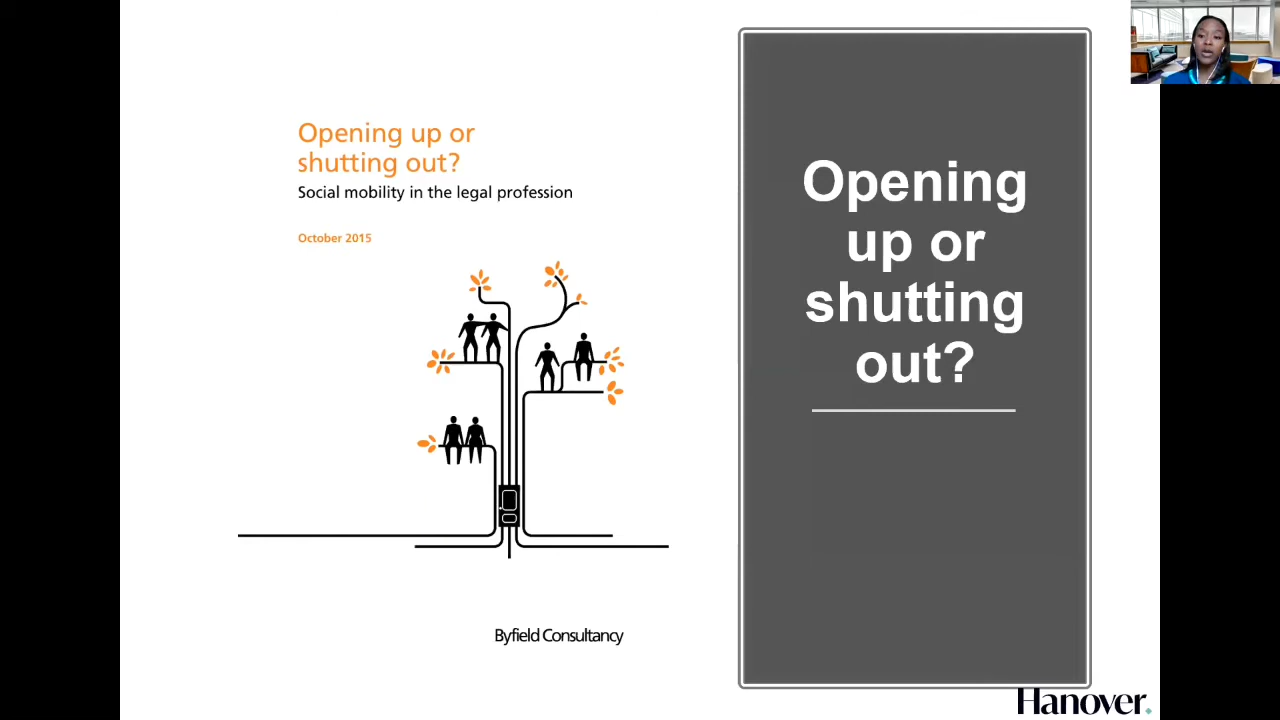 Opening up or
shutting out?
Social mobility in the legal profession
October 2015
Byfield Consultancy
Opening
up or
shutting
out?
Hanover.